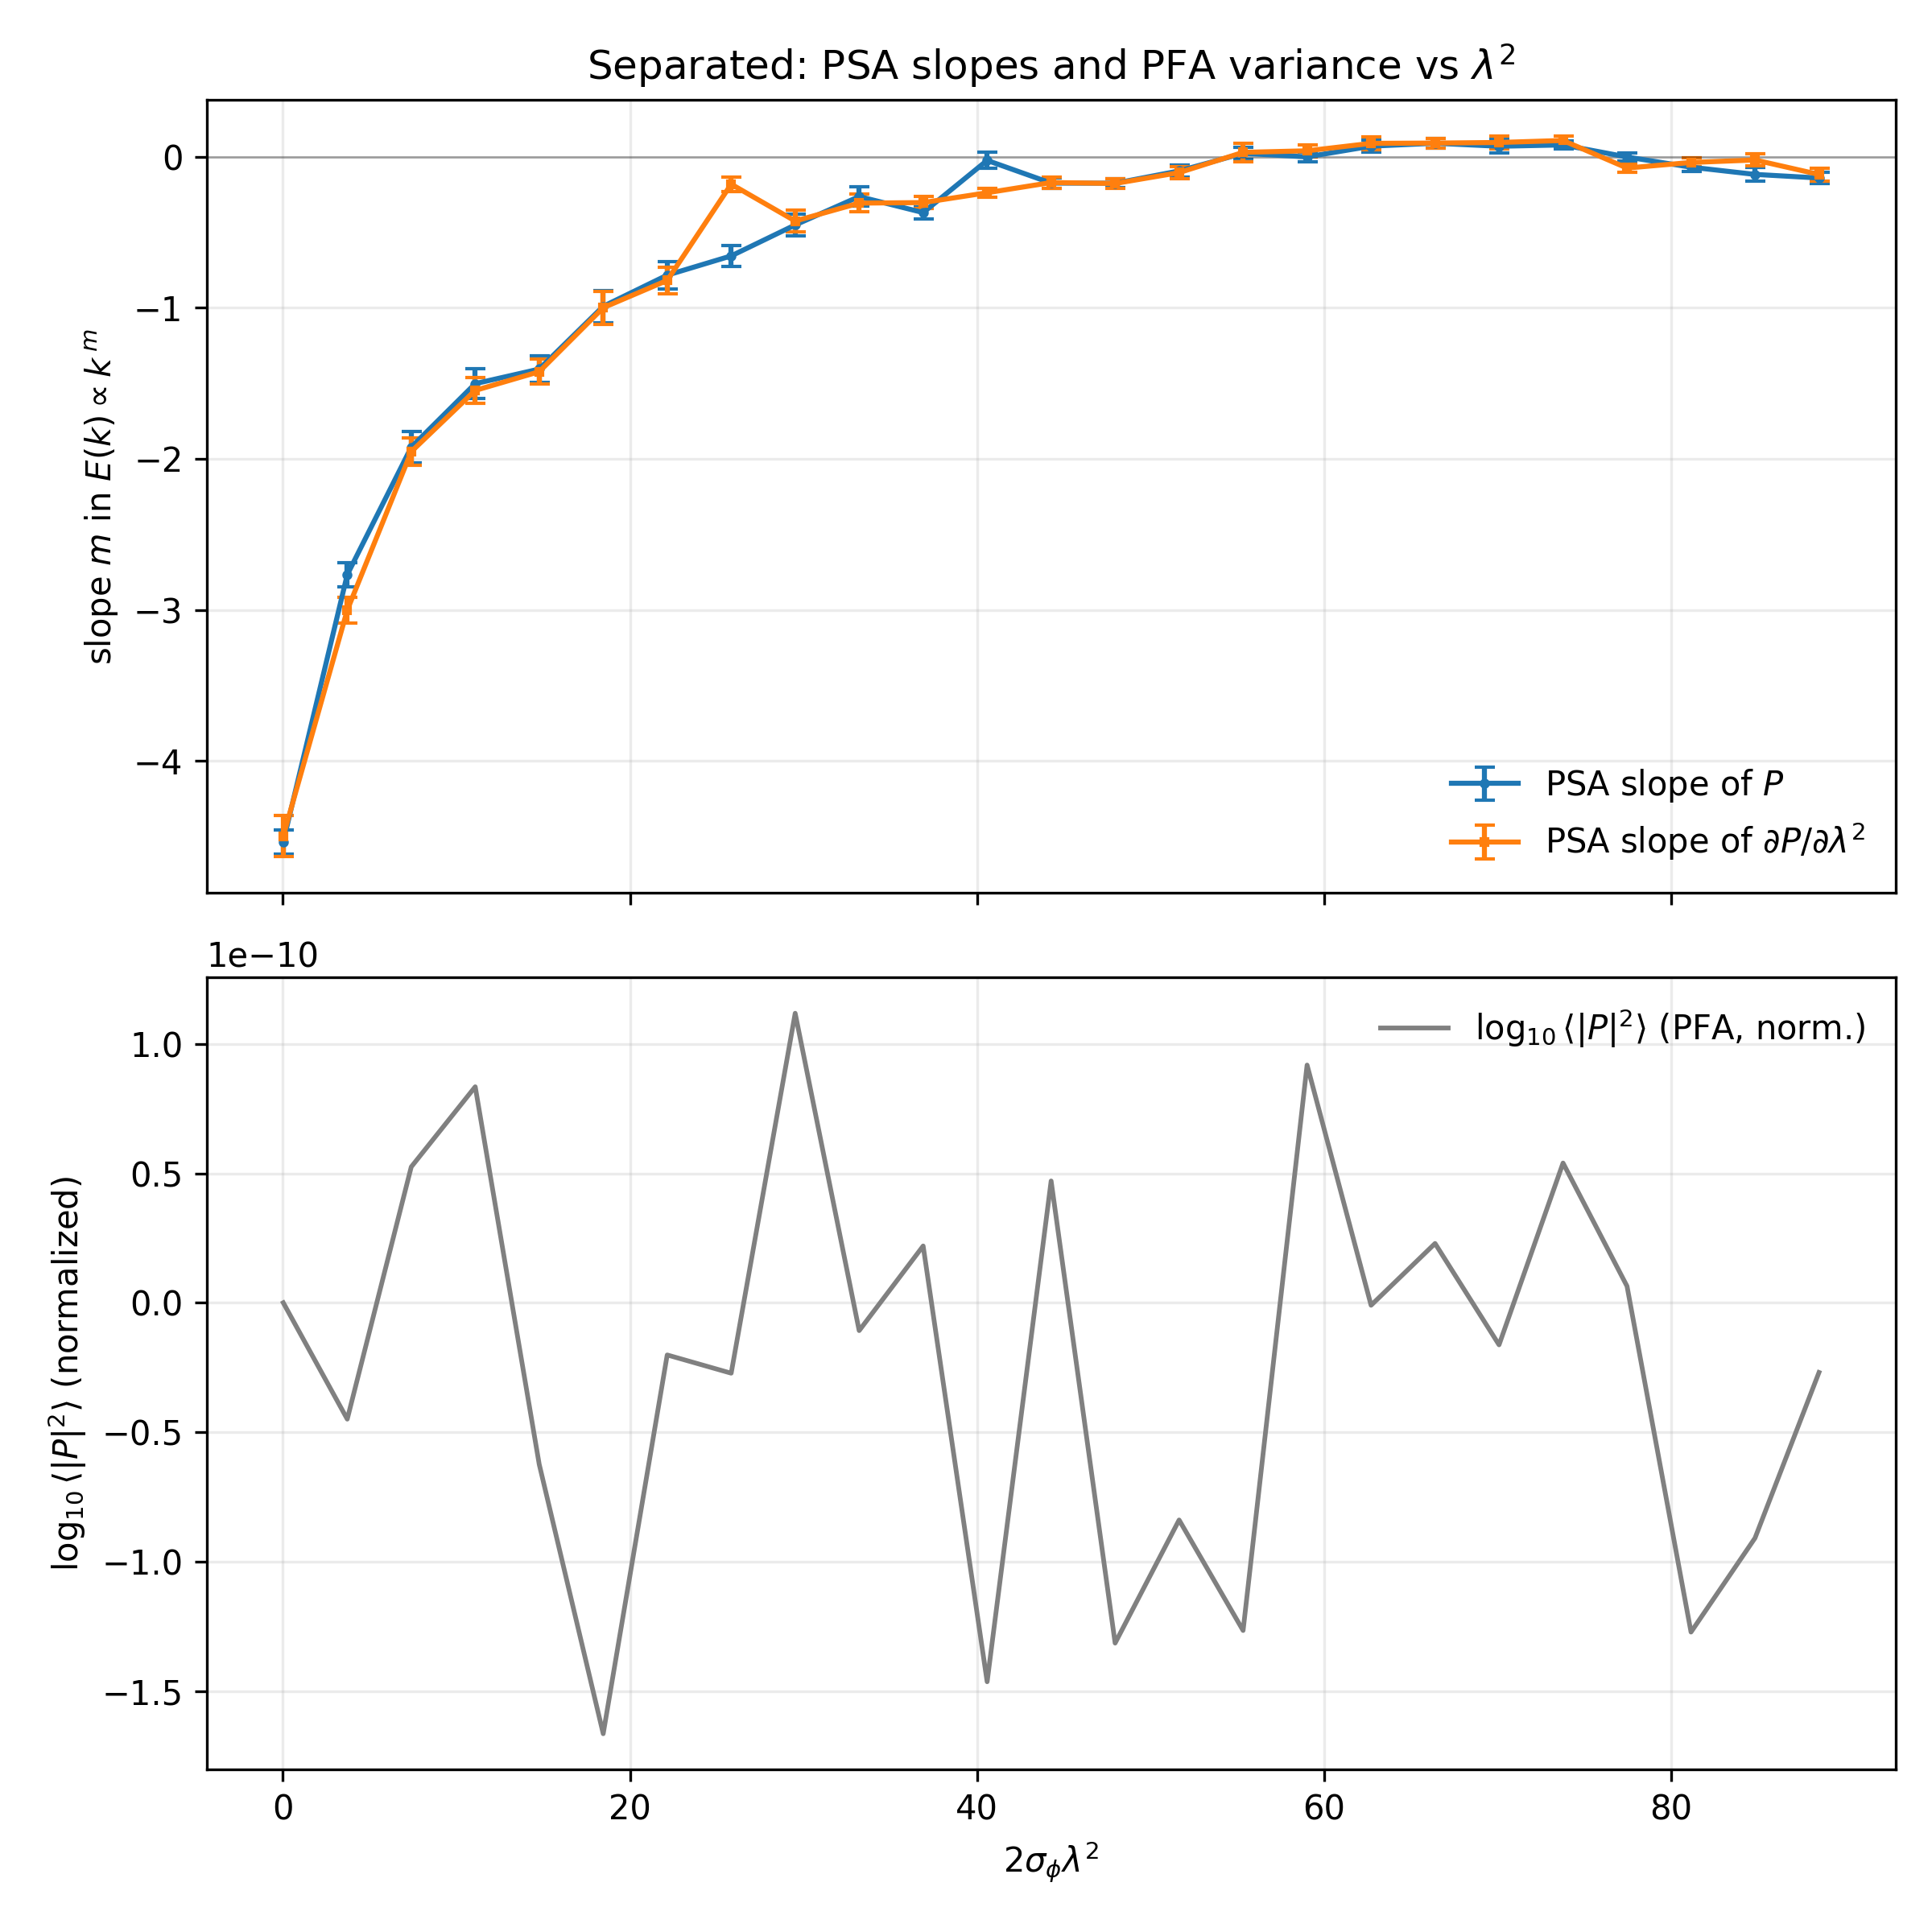 Separated: PSA slopes and PFA variance vs λ²
slope m in E(k) ∝ k^m
0
−1
−2
−3
−4
PSA slope of P
PSA slope of ∂P/∂λ²
1e−10
log₁₀⟨|P|²⟩ (normalized)
1.0
0.5
0.0
−0.5
−1.0
−1.5
log₁₀⟨|P|²⟩ (PFA, norm.)
0 20 40 60 80
2σ_ϕλ²